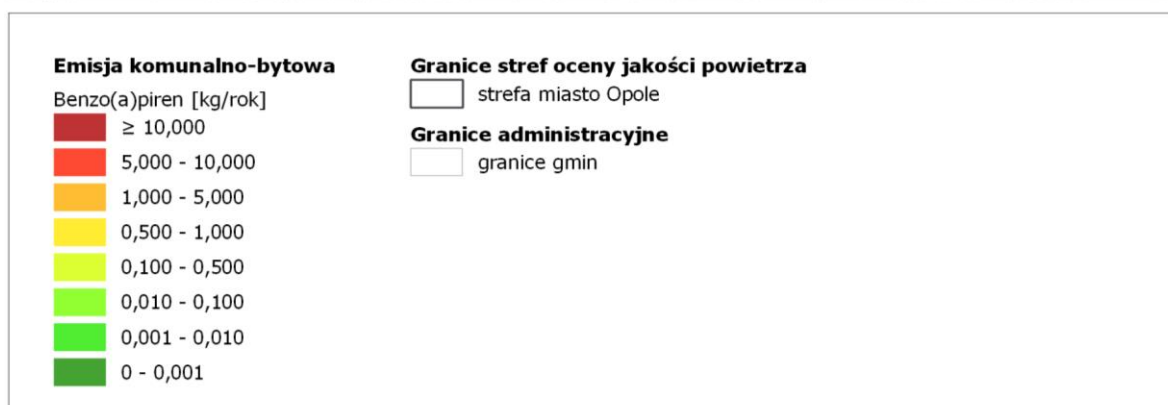 Emisja komunalno-bytowa
Benzo(a)piren [kg/rok]
≥ 10,000
5,000 - 10,000
1,000 - 5,000
0,500 - 1,000
0,100 - 0,500
0,010 - 0,100
0,001 - 0,010
0 - 0,001
Granice stref oceny jakości powietrza
strefa miasto Opole
Granice administracyjne
granice gmin